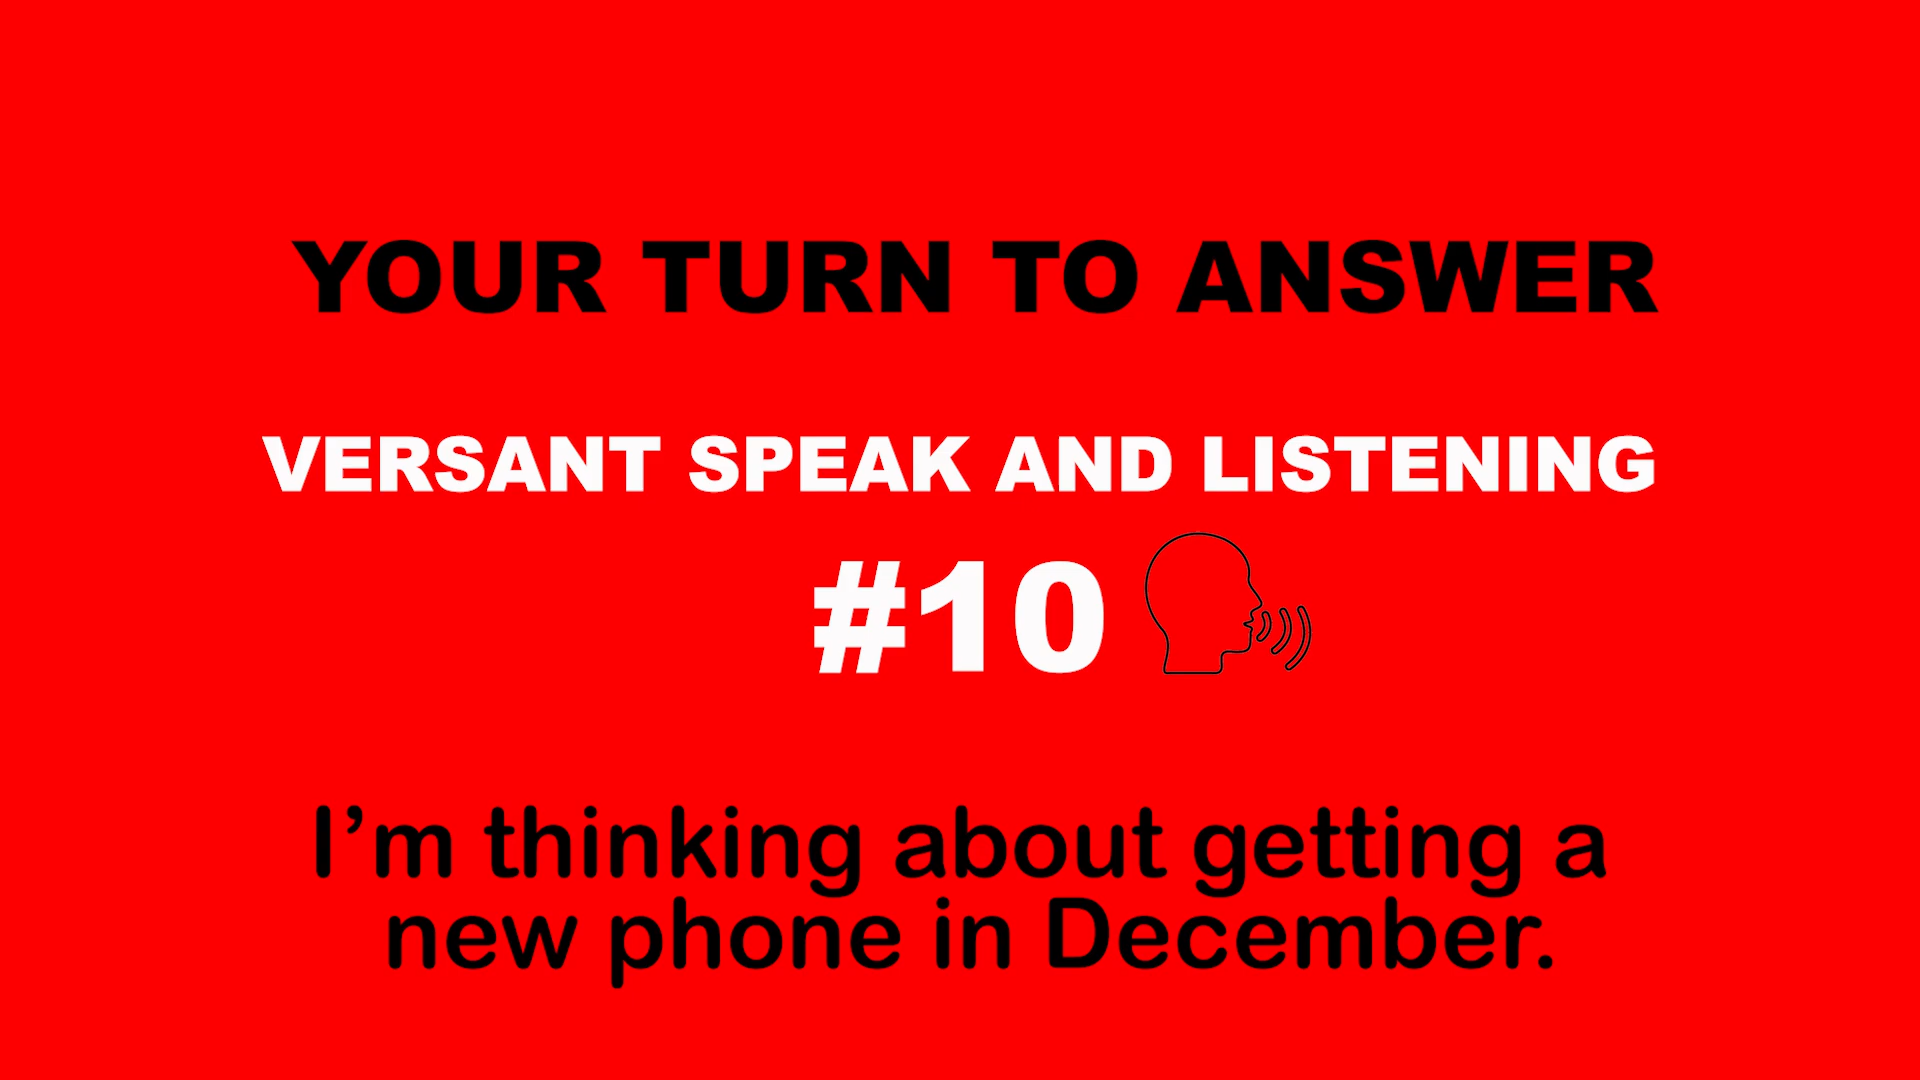 YOUR TURN TO ANSWER
VERSANT SPEAK AND LISTENING
#10
I’m thinking about getting a
new phone in December.